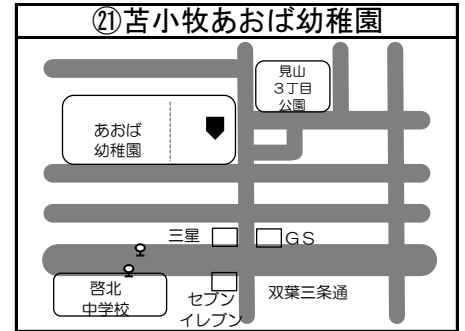 ㉑苫小牧あおば幼稚園
見山
３丁目
公園
あおば
幼稚園
三星
ＧＳ
啓北
中学校
セブン
イレブン
双葉三条通